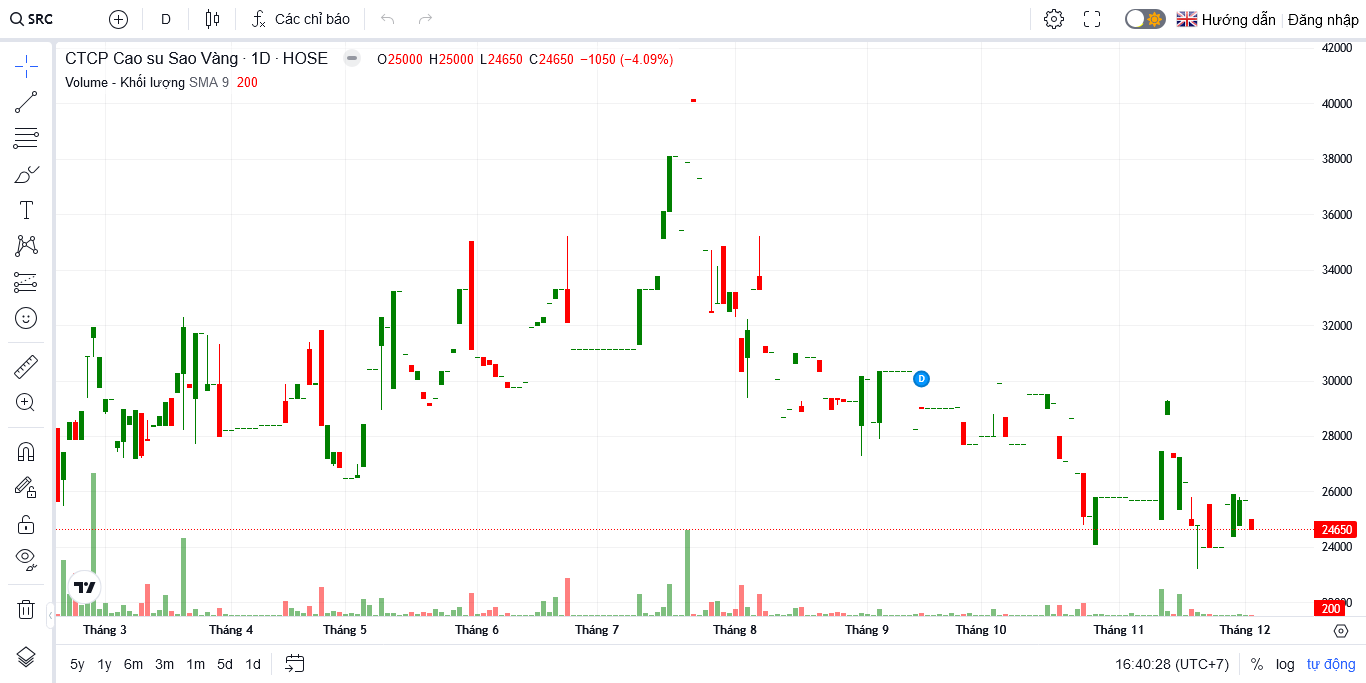 SRC D Các chỉ báo Hướng dẫn Đăng nhập
CTCP Cao su Sao Vàng · 1D · HOSE O25000 H25000 L24650 C24650 −1050 (−4.09%)
Volume - Khối lượng SMA 9 200
42000
40000
38000
36000
34000
32000
30000
D
28000
26000
24650
24000
200
Tháng 3 Tháng 4 Tháng 5 Tháng 6 Tháng 7 Tháng 8 Tháng 9 Tháng 10 Tháng 11 Tháng 12
5y 1y 6m 3m 1m 5d 1d 16:40:28 (UTC+7) % log tự động